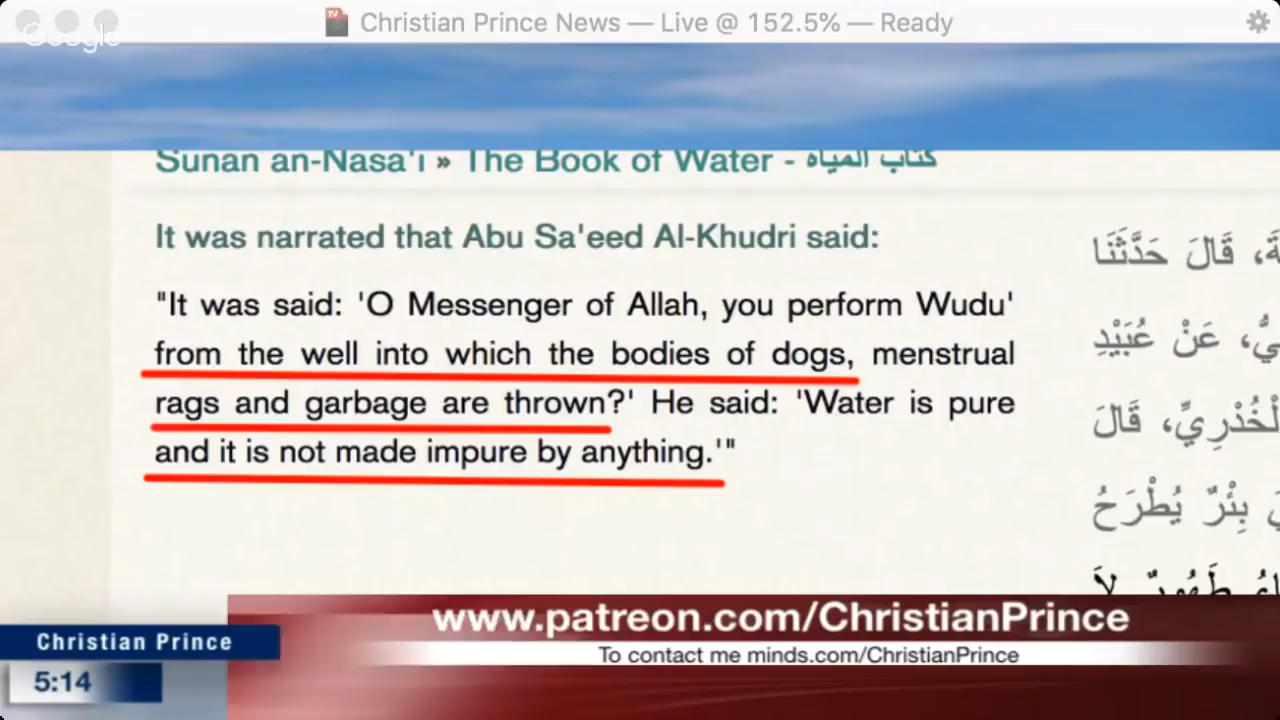 Christian Prince News — Live @ 152.5% — Ready
Google
Sunan an-Nasa'i » The Book of Water - كتاب المياه
It was narrated that Abu Sa'eed Al-Khudri said:
"It was said: 'O Messenger of Allah, you perform Wudu'
from the well into which the bodies of dogs, menstrual
rags and garbage are thrown?' He said: 'Water is pure
and it is not made impure by anything.'"
قَالَ حَدَّثَنَا
عَنْ عُبَيْدِ
الْخُدْرِيِّ، قَالَ
بِئْرٌ يُطْرَحُ
طَهُورٌ لاَ
www.patreon.com/ChristianPrince
To contact me minds.com/ChristianPrince
Christian Prince
5:14